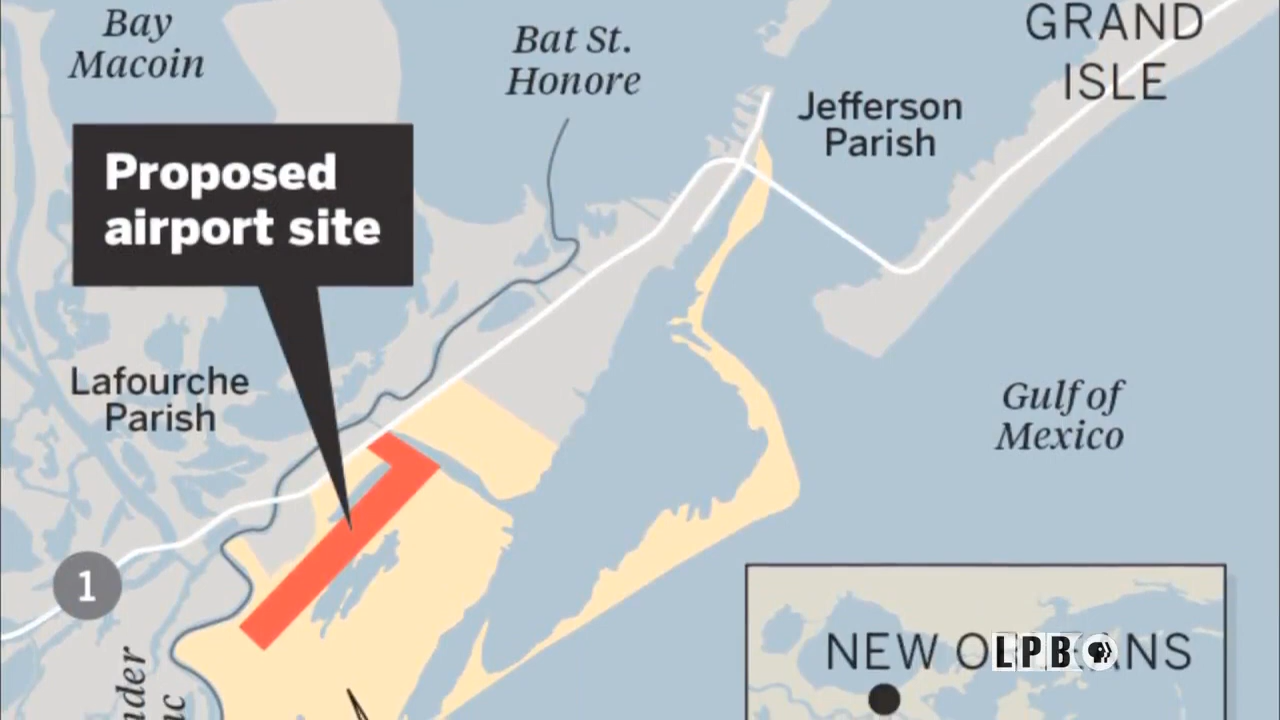 Bay
Macoin
Bat St.
Honore
GRAND
ISLE
Jefferson
Parish
Proposed
airport site
Lafourche
Parish
Gulf of
Mexico
1
NEW
LPB